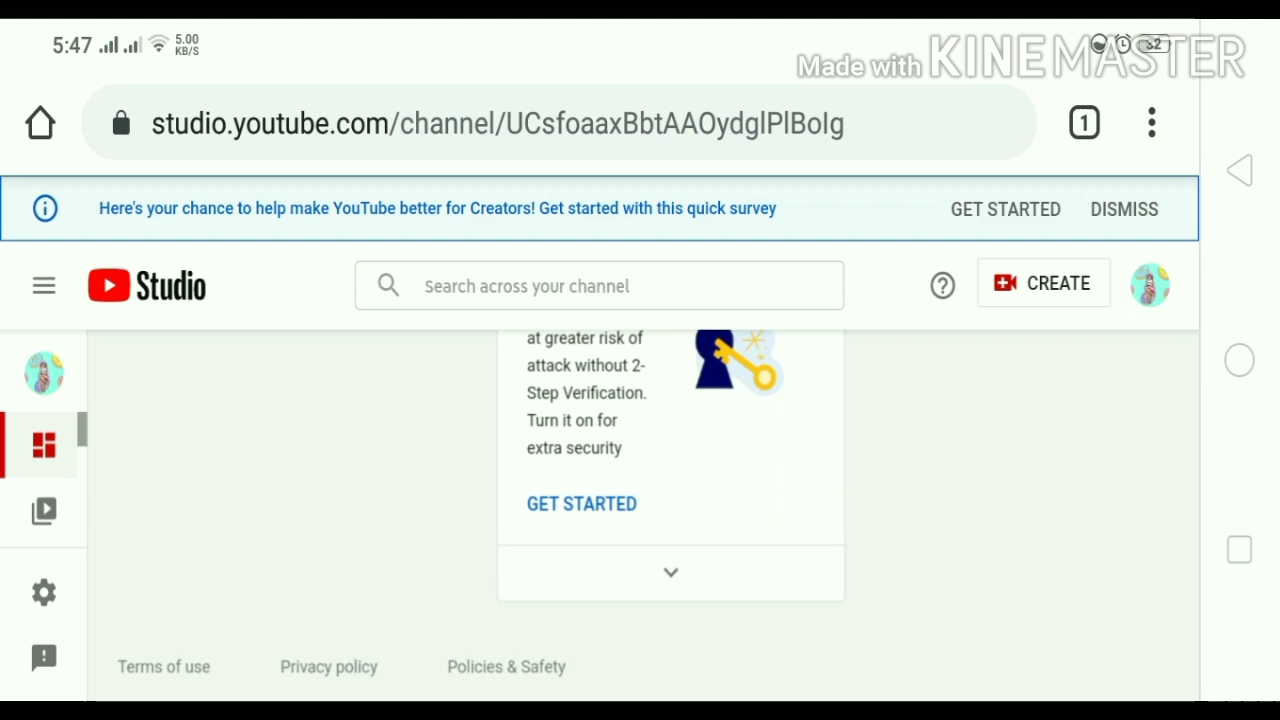 5:47
5.00
KB/S
32
Made with KINEMASTER
studio.youtube.com/channel/UCsfoaaxBbtAAOydglPlBoIg
1
Here's your chance to help make YouTube better for Creators! Get started with this quick survey
GET STARTED
DISMISS
Studio
Search across your channel
CREATE
at greater risk of
attack without 2-
Step Verification.
Turn it on for
extra security
GET STARTED
Terms of use
Privacy policy
Policies & Safety